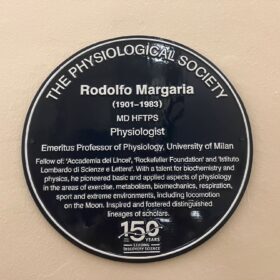 THE PHYSIOLOGICAL SOCIETY
Rodolfo Margaria
(1901–1983)
MD HFTPS
Physiologist
Emeritus Professor of Physiology, University of Milan
Fellow of: 'Accademia dei Lincei', 'Rockefeller Foundation' and 'Istituto
Lombardo di Scienze e Lettere'. With a talent for biochemistry and
physics, he pioneered basic and applied aspects of physiology
in the areas of exercise, metabolism, biomechanics, respiration,
sport and extreme environments, including locomotion
on the Moon. Inspired and fostered distinguished
lineages of scholars.
150
YEARS
LEADING
DISCOVERY SCIENCE